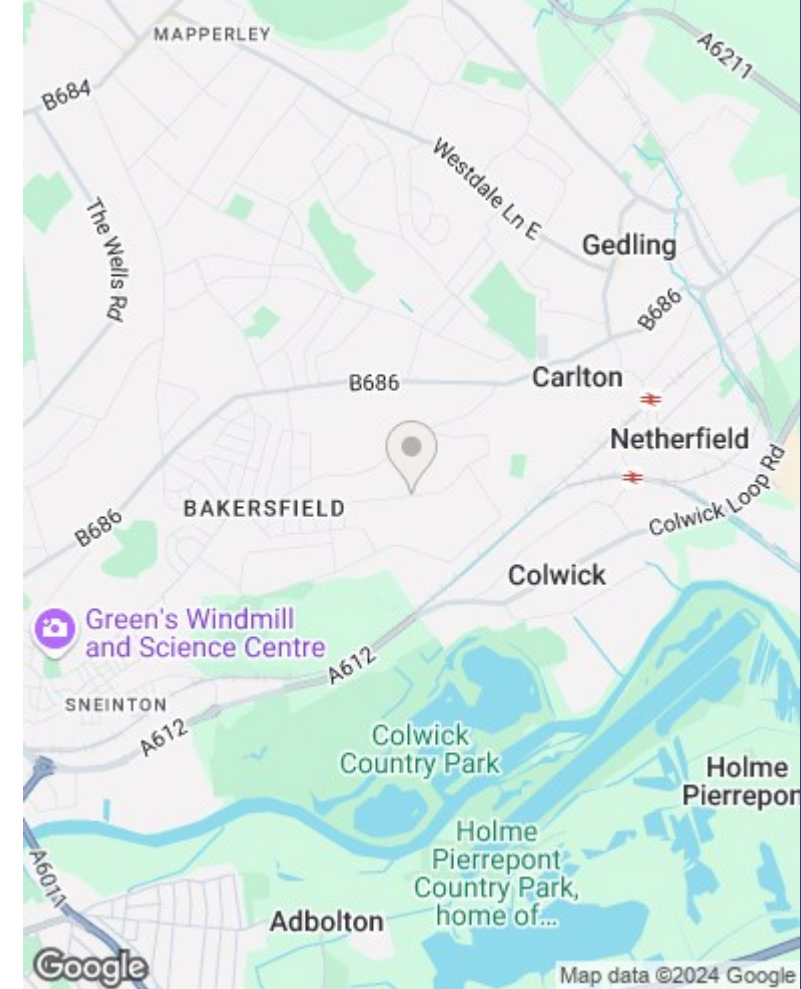 MAPPERLEY
A6211
B684
Westdale Ln E
The Wells Rd
Gedling
B686
B686
Carlton
Netherfield
Colwick Loop Rd
BAKERSFIELD
B686
Colwick
Green's Windmill
and Science Centre
A612
SNEINTON
A612
Colwick
Country Park
Holme
Pierrepon
Holme
Pierrepont
Country Park,
home of...
A6011
Adbolton
Google
Map data ©2024 Google